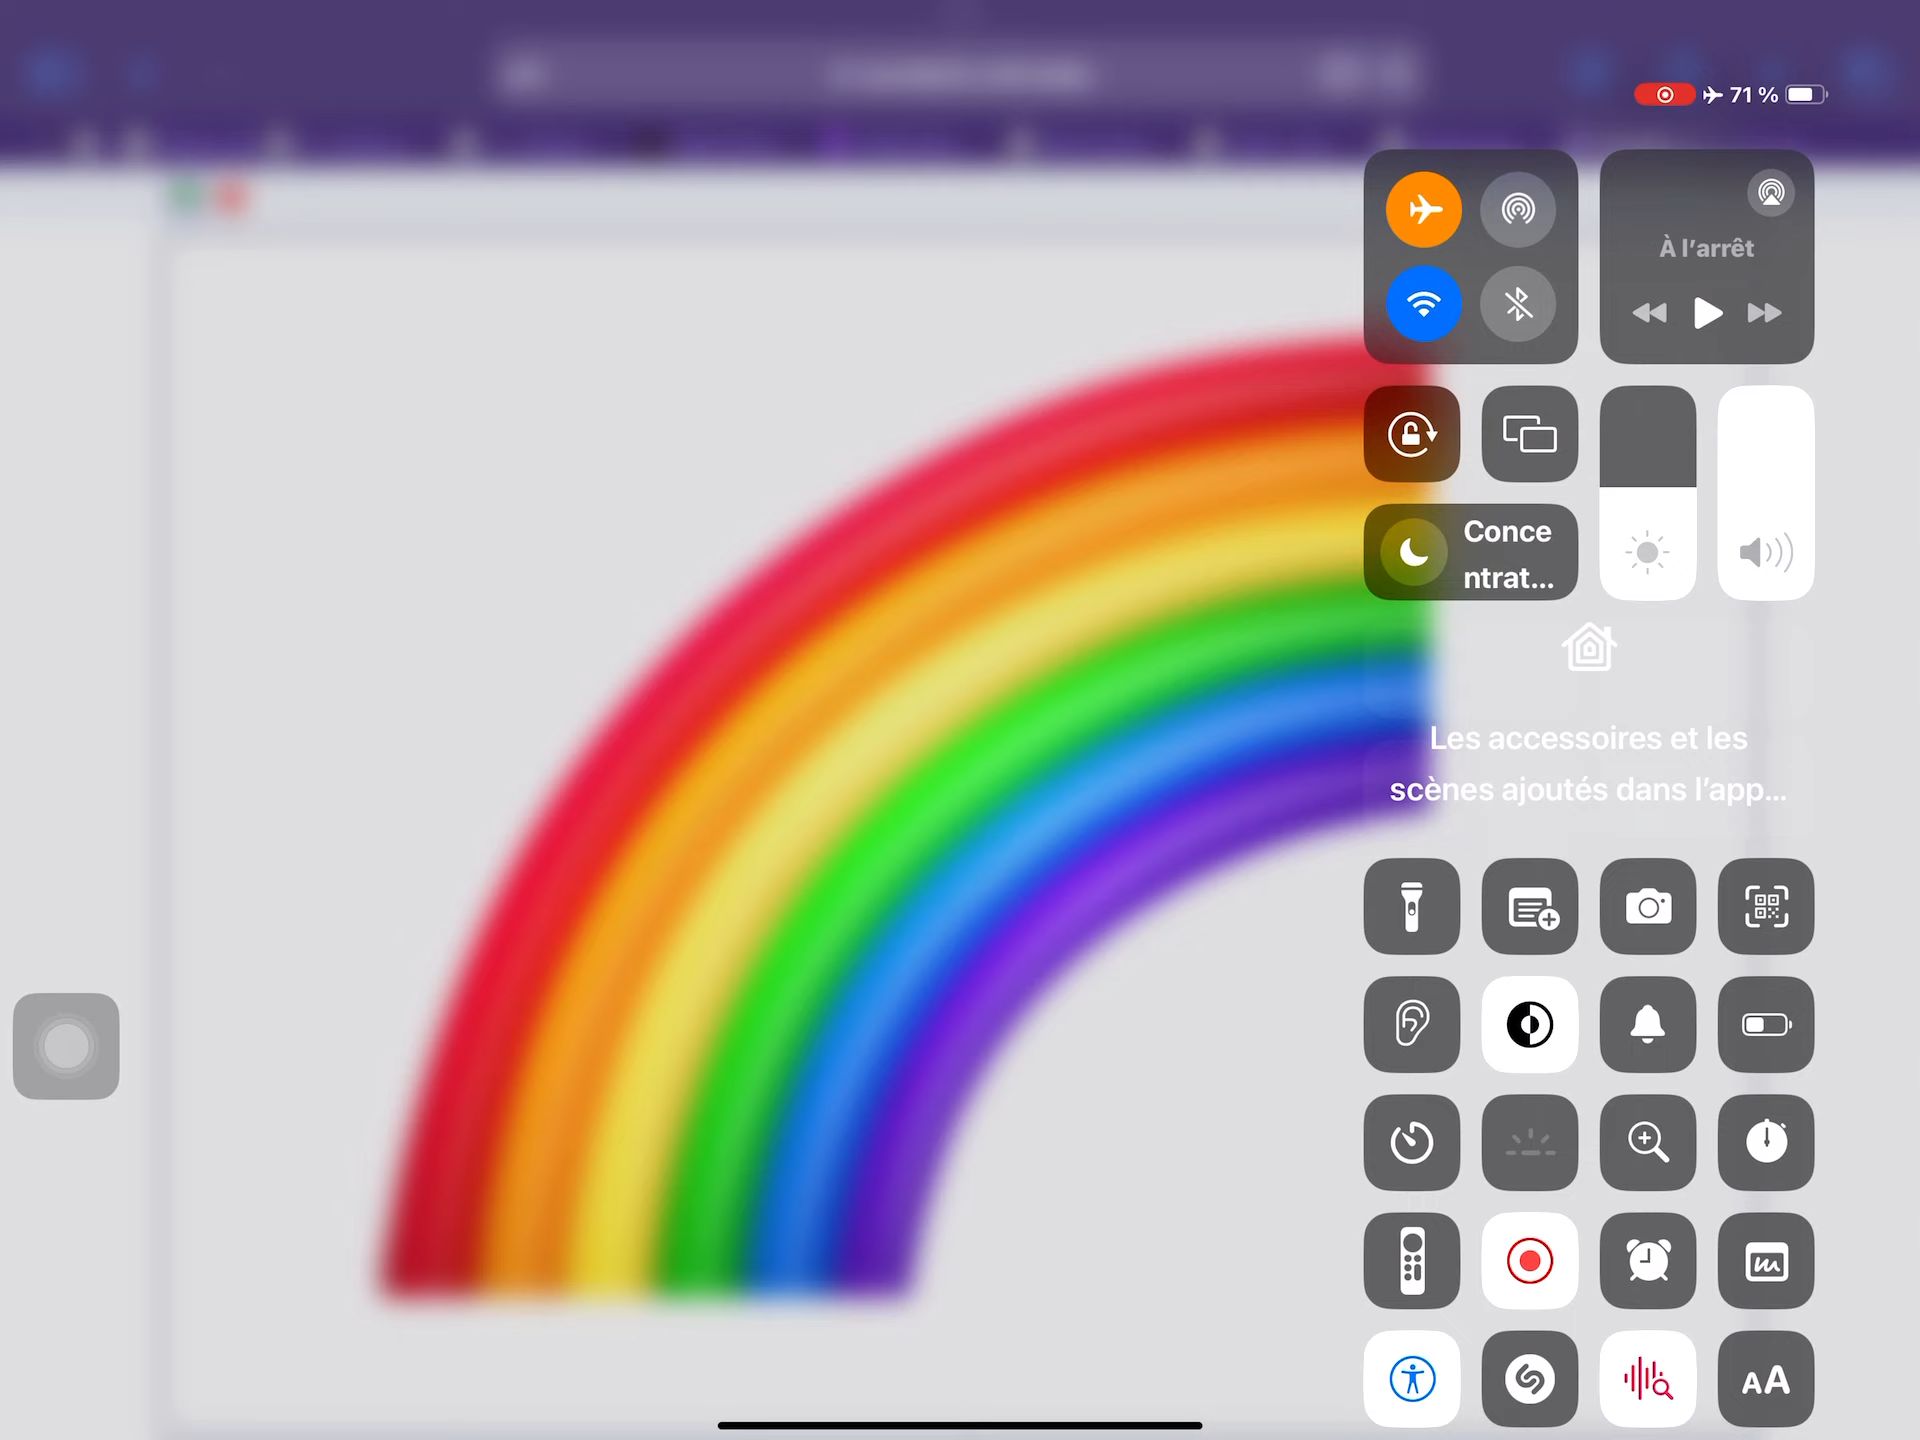 71 %
À l’arrêt
Conce
ntrat...
Les accessoires et les
scènes ajoutés dans l’app...
AA